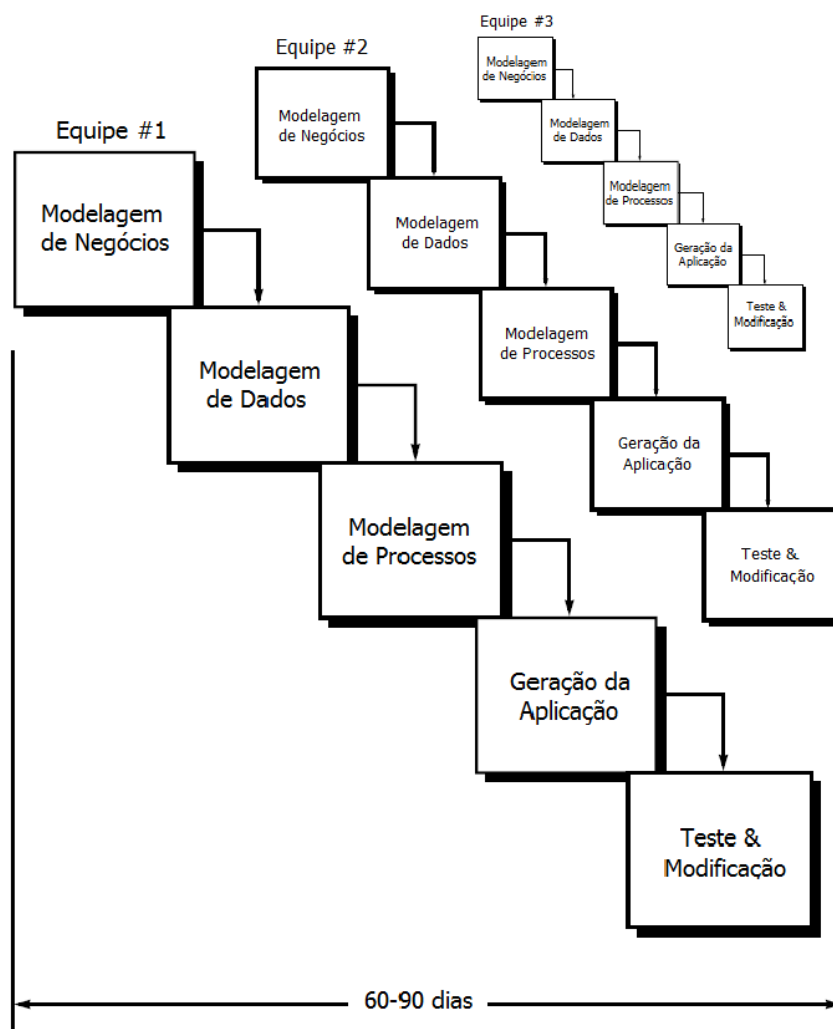 Equipe #1
Modelagem
de Negócios
Modelagem
de Dados
Modelagem
de Processos
Geração da
Aplicação
Teste &
Modificação
Equipe #2
Modelagem
de Negócios
Modelagem
de Dados
Modelagem
de Processos
Geração da
Aplicação
Teste &
Modificação
Equipe #3
Modelagem
de Negócios
Modelagem
de Dados
Modelagem
de Processos
Geração da
Aplicação
Teste &
Modificação
60-90 dias